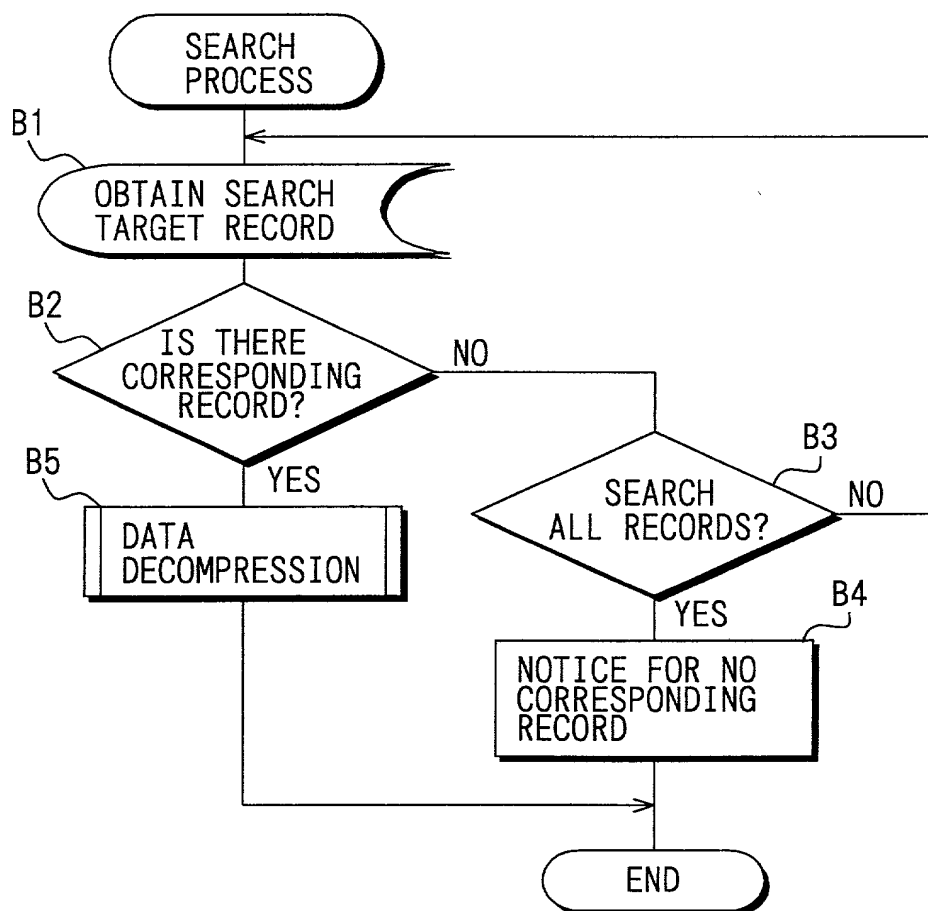 SEARCH
PROCESS
B1
OBTAIN SEARCH
TARGET RECORD
B2
IS THERE
CORRESPONDING
RECORD?
NO
YES
B3
SEARCH
ALL RECORDS?
NO
YES
B5
DATA
DECOMPRESSION
B4
NOTICE FOR NO
CORRESPONDING
RECORD
END